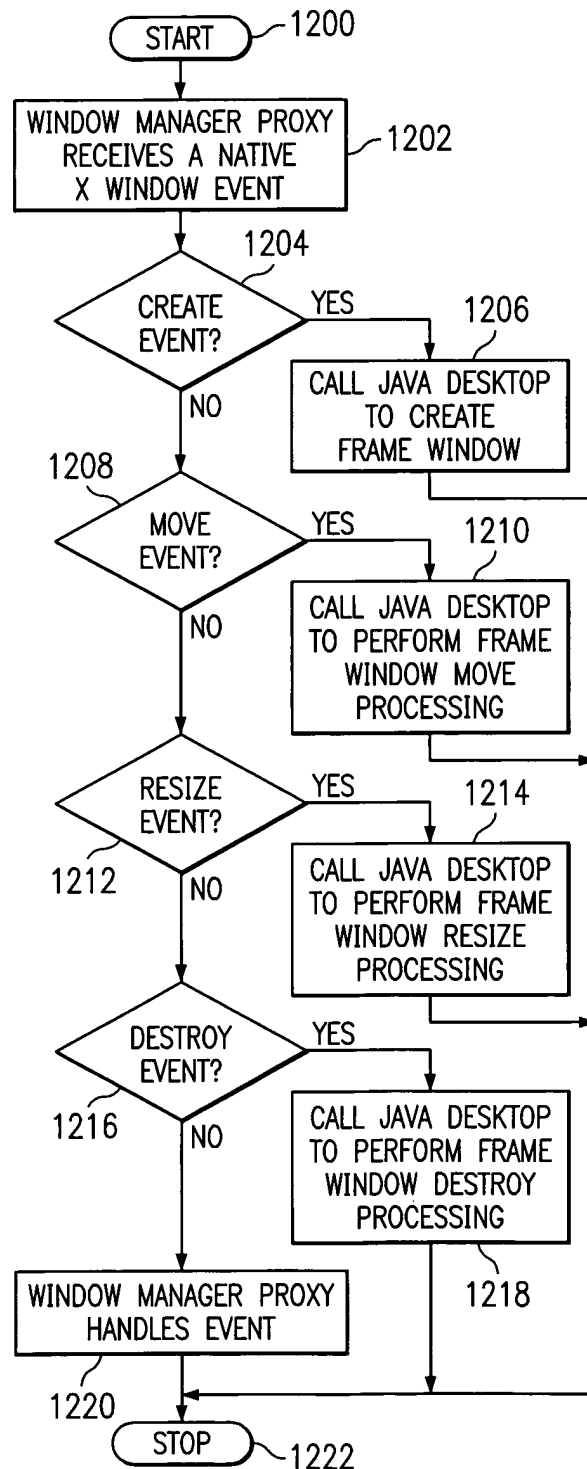 START
1200
WINDOW MANAGER PROXY
RECEIVES A NATIVE
X WINDOW EVENT
1202
1204
CREATE
EVENT?
YES
NO
1206
CALL JAVA DESKTOP
TO CREATE
FRAME WINDOW
1208
MOVE
EVENT?
YES
NO
1210
CALL JAVA DESKTOP
TO PERFORM FRAME
WINDOW MOVE
PROCESSING
RESIZE
EVENT?
YES
NO
1212
1214
CALL JAVA DESKTOP
TO PERFORM FRAME
WINDOW RESIZE
PROCESSING
DESTROY
EVENT?
YES
NO
1216
CALL JAVA DESKTOP
TO PERFORM FRAME
WINDOW DESTROY
PROCESSING
1218
WINDOW MANAGER PROXY
HANDLES EVENT
1220
STOP
1222